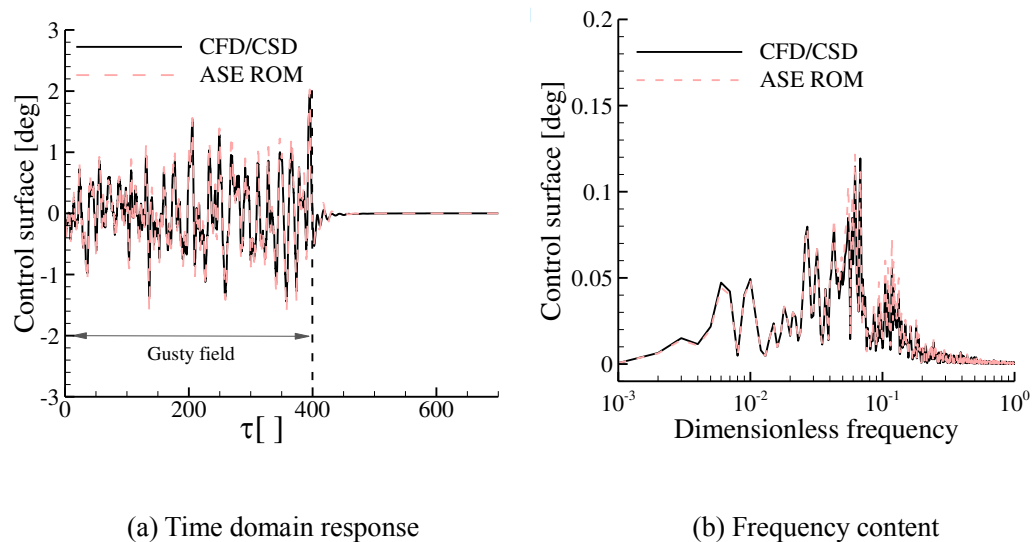 3
2
1
0
-1
-2
-3
Control surface [deg]
CFD/CSD
ASE ROM
Gusty field
0
200
400
600
τ[ ]
0.2
0.15
0.1
0.05
0
Control surface [deg]
CFD/CSD
ASE ROM
10⁻³
10⁻²
10⁻¹
10⁰
Dimensionless frequency
(a) Time domain response
(b) Frequency content